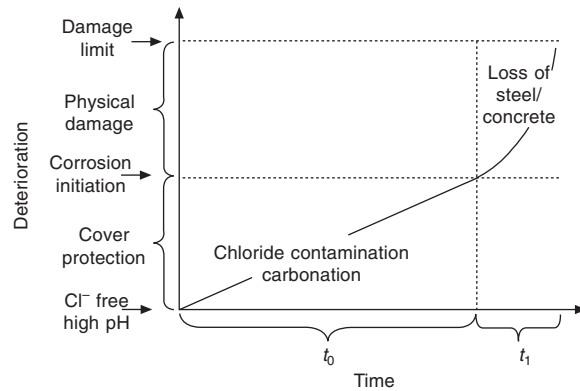 Damage
limit
Physical
damage
Corrosion
initiation
Cover
protection
Cl⁻ free
high pH
Deterioration
Loss of
steel/
concrete
Chloride contamination
carbonation
t₀
t₁
Time